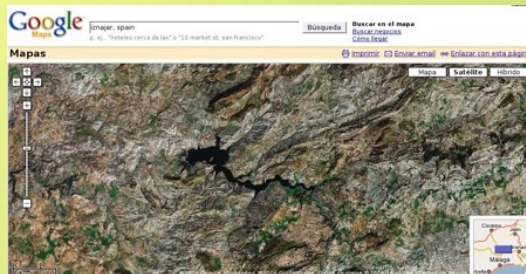 Google
iznajar, spain
Búsqueda
p. ej., "hoteles cerca de lax" o "10 market st, san francisco"
Buscar en el mapa
Buscar negocios
Cómo llegar
Mapas
Imprimir
Enviar email
Enlazar con esta página
Mapa
Satélite
Híbrido
Córdoba
Jaén
Málaga